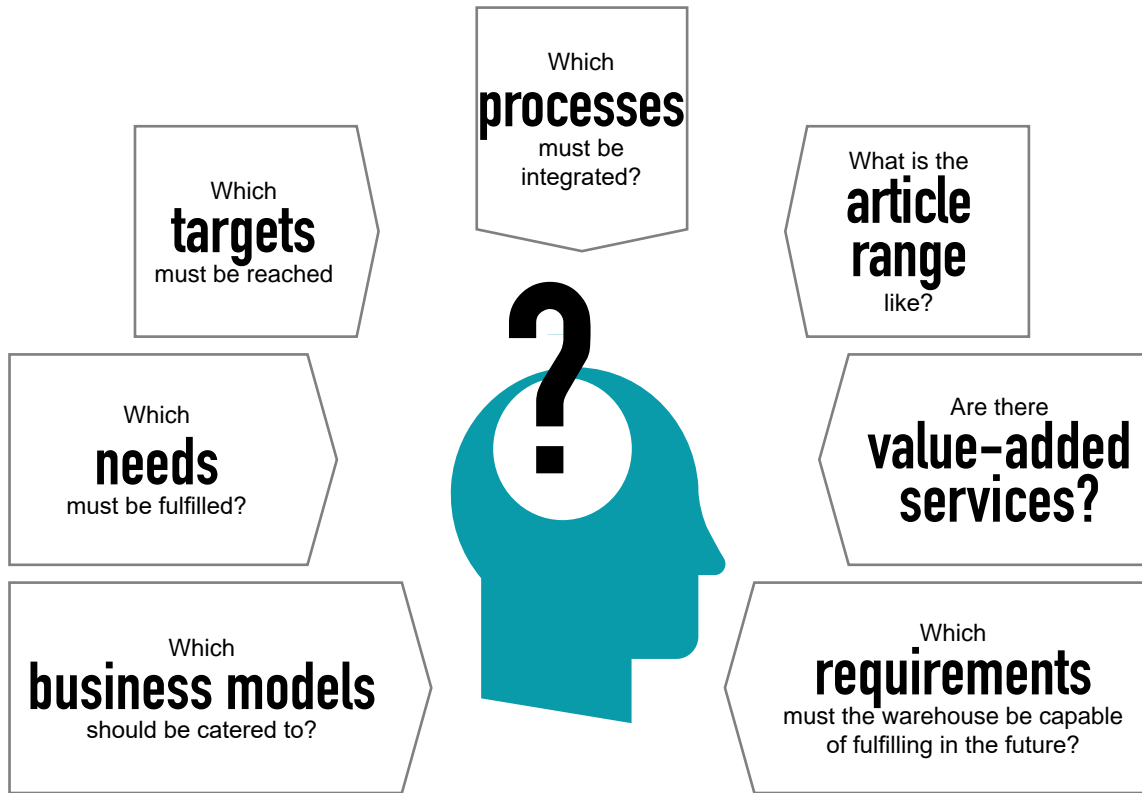 Which
processes
must be
integrated?
Which
targets
must be reached
What is the
article
range
like?
?
Which
needs
must be fulfilled?
Are there
value-added
services?
Which
business models
should be catered to?
Which
requirements
must the warehouse be capable
of fulfilling in the future?